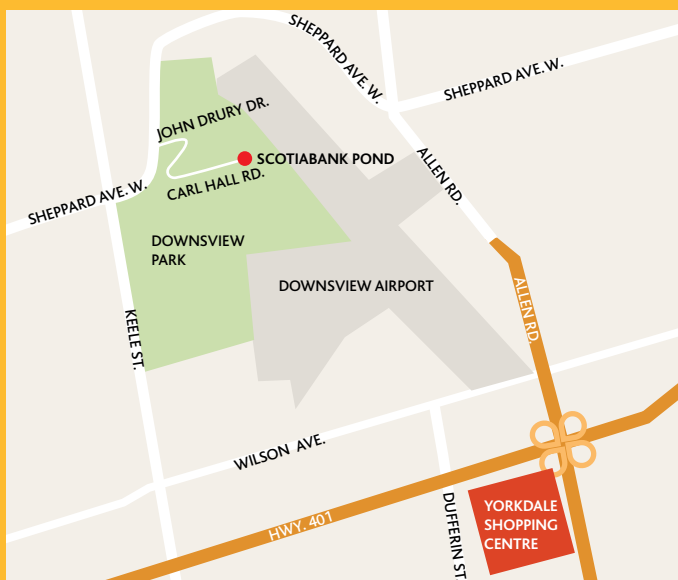 SHEPPARD AVE. W.
SHEPPARD AVE. W.
JOHN DRURY DR.
SCOTIABANK POND
CARL HALL RD.
ALLEN RD.
SHEPPARD AVE. W.
DOWNSVIEW
PARK
DOWNSVIEW AIRPORT
ALLEN RD.
KEELE ST.
WILSON AVE.
HWY. 401
DUFFERIN ST.
YORKDALE
SHOPPING
CENTRE